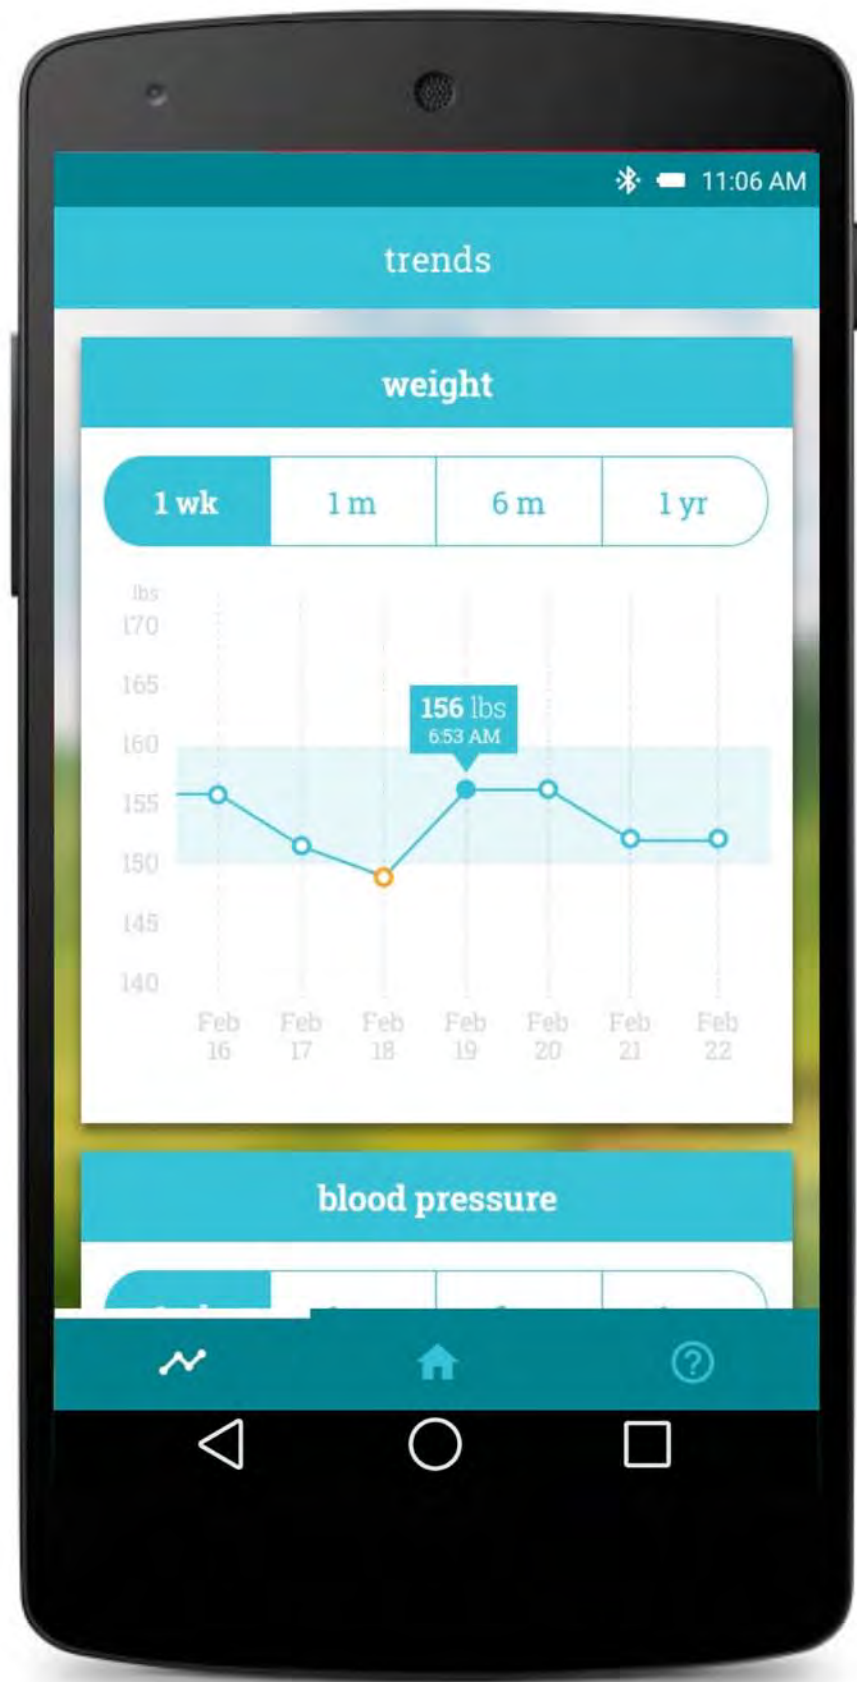 11:06 AM
trends
weight
1 wk 1 m 6 m 1 yr
lbs
170
165
156 lbs
6:53 AM
160
155
150
145
140
Feb Feb Feb Feb Feb Feb Feb
16 17 18 19 20 21 22
blood pressure